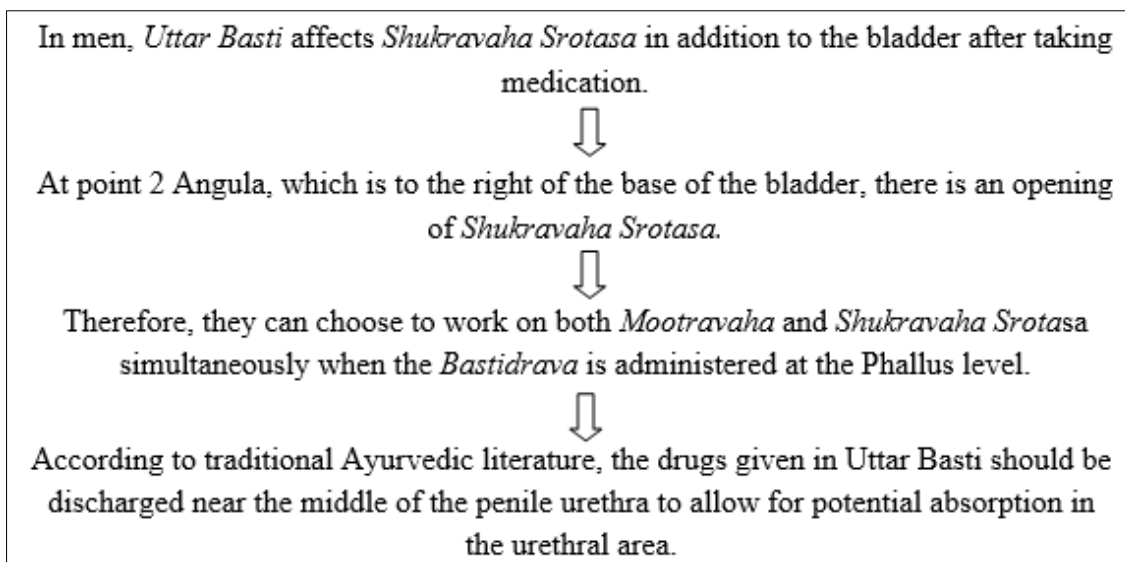 In men, Uttar Basti affects Shukravaha Srotasa in addition to the bladder after taking
medication.
At point 2 Angula, which is to the right of the base of the bladder, there is an opening
of Shukravaha Srotasa.
Therefore, they can choose to work on both Mootravaha and Shukravaha Srotasa
simultaneously when the Bastidrava is administered at the Phallus level.
According to traditional Ayurvedic literature, the drugs given in Uttar Basti should be
discharged near the middle of the penile urethra to allow for potential absorption in
the urethral area.